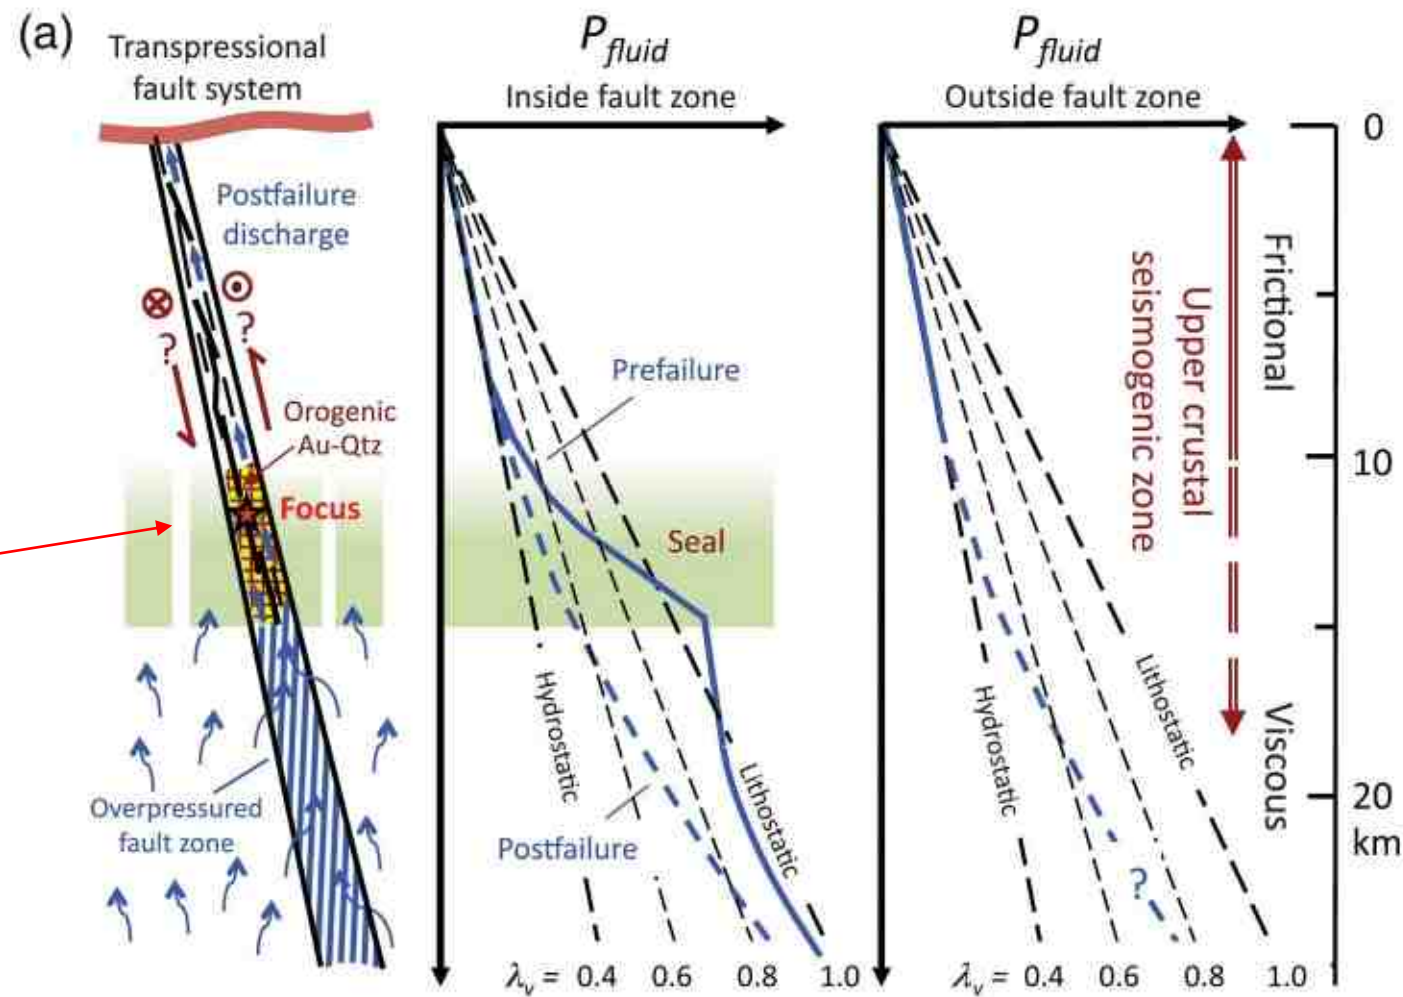 (a)
Transpressional
fault system
Postfailure
discharge
?
?
Orogenic
Au-Qtz
Focus
Overpressured
fault zone
Pfluid
Inside fault zone
Prefailure
Seal
Hydrostatic
Lithostatic
Postfailure
λv = 0.4 0.6 0.8 1.0
Pfluid
Outside fault zone
Hydrostatic
Lithostatic
?
λv = 0.4 0.6 0.8 1.0
Upper crustal
seismogenic zone
Frictional
Viscous
0
10
20
km